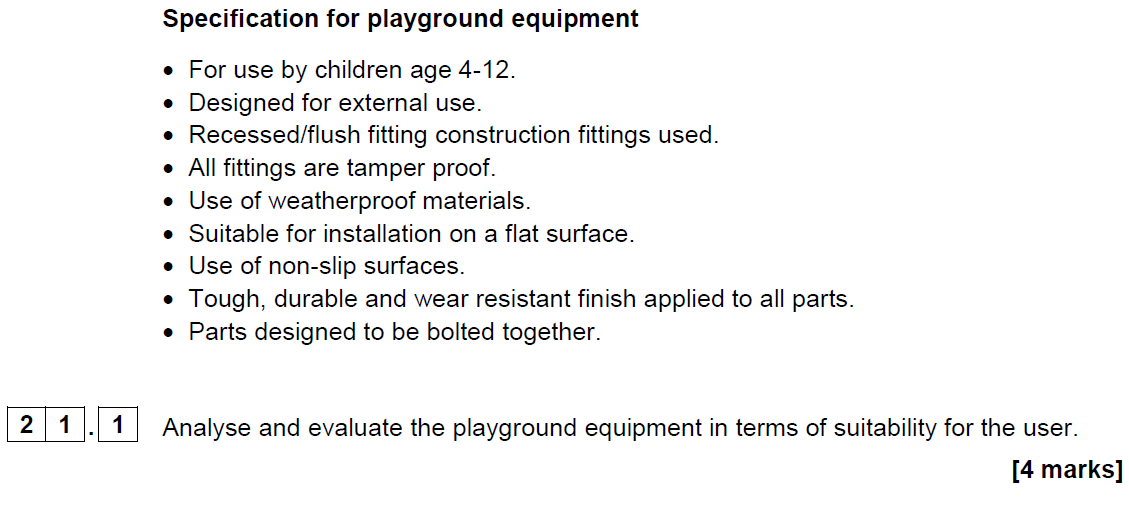 Specification for playground equipment
• For use by children age 4-12.
• Designed for external use.
• Recessed/flush fitting construction fittings used.
• All fittings are tamper proof.
• Use of weatherproof materials.
• Suitable for installation on a flat surface.
• Use of non-slip surfaces.
• Tough, durable and wear resistant finish applied to all parts.
• Parts designed to be bolted together.
2 1 . 1 Analyse and evaluate the playground equipment in terms of suitability for the user.
[4 marks]